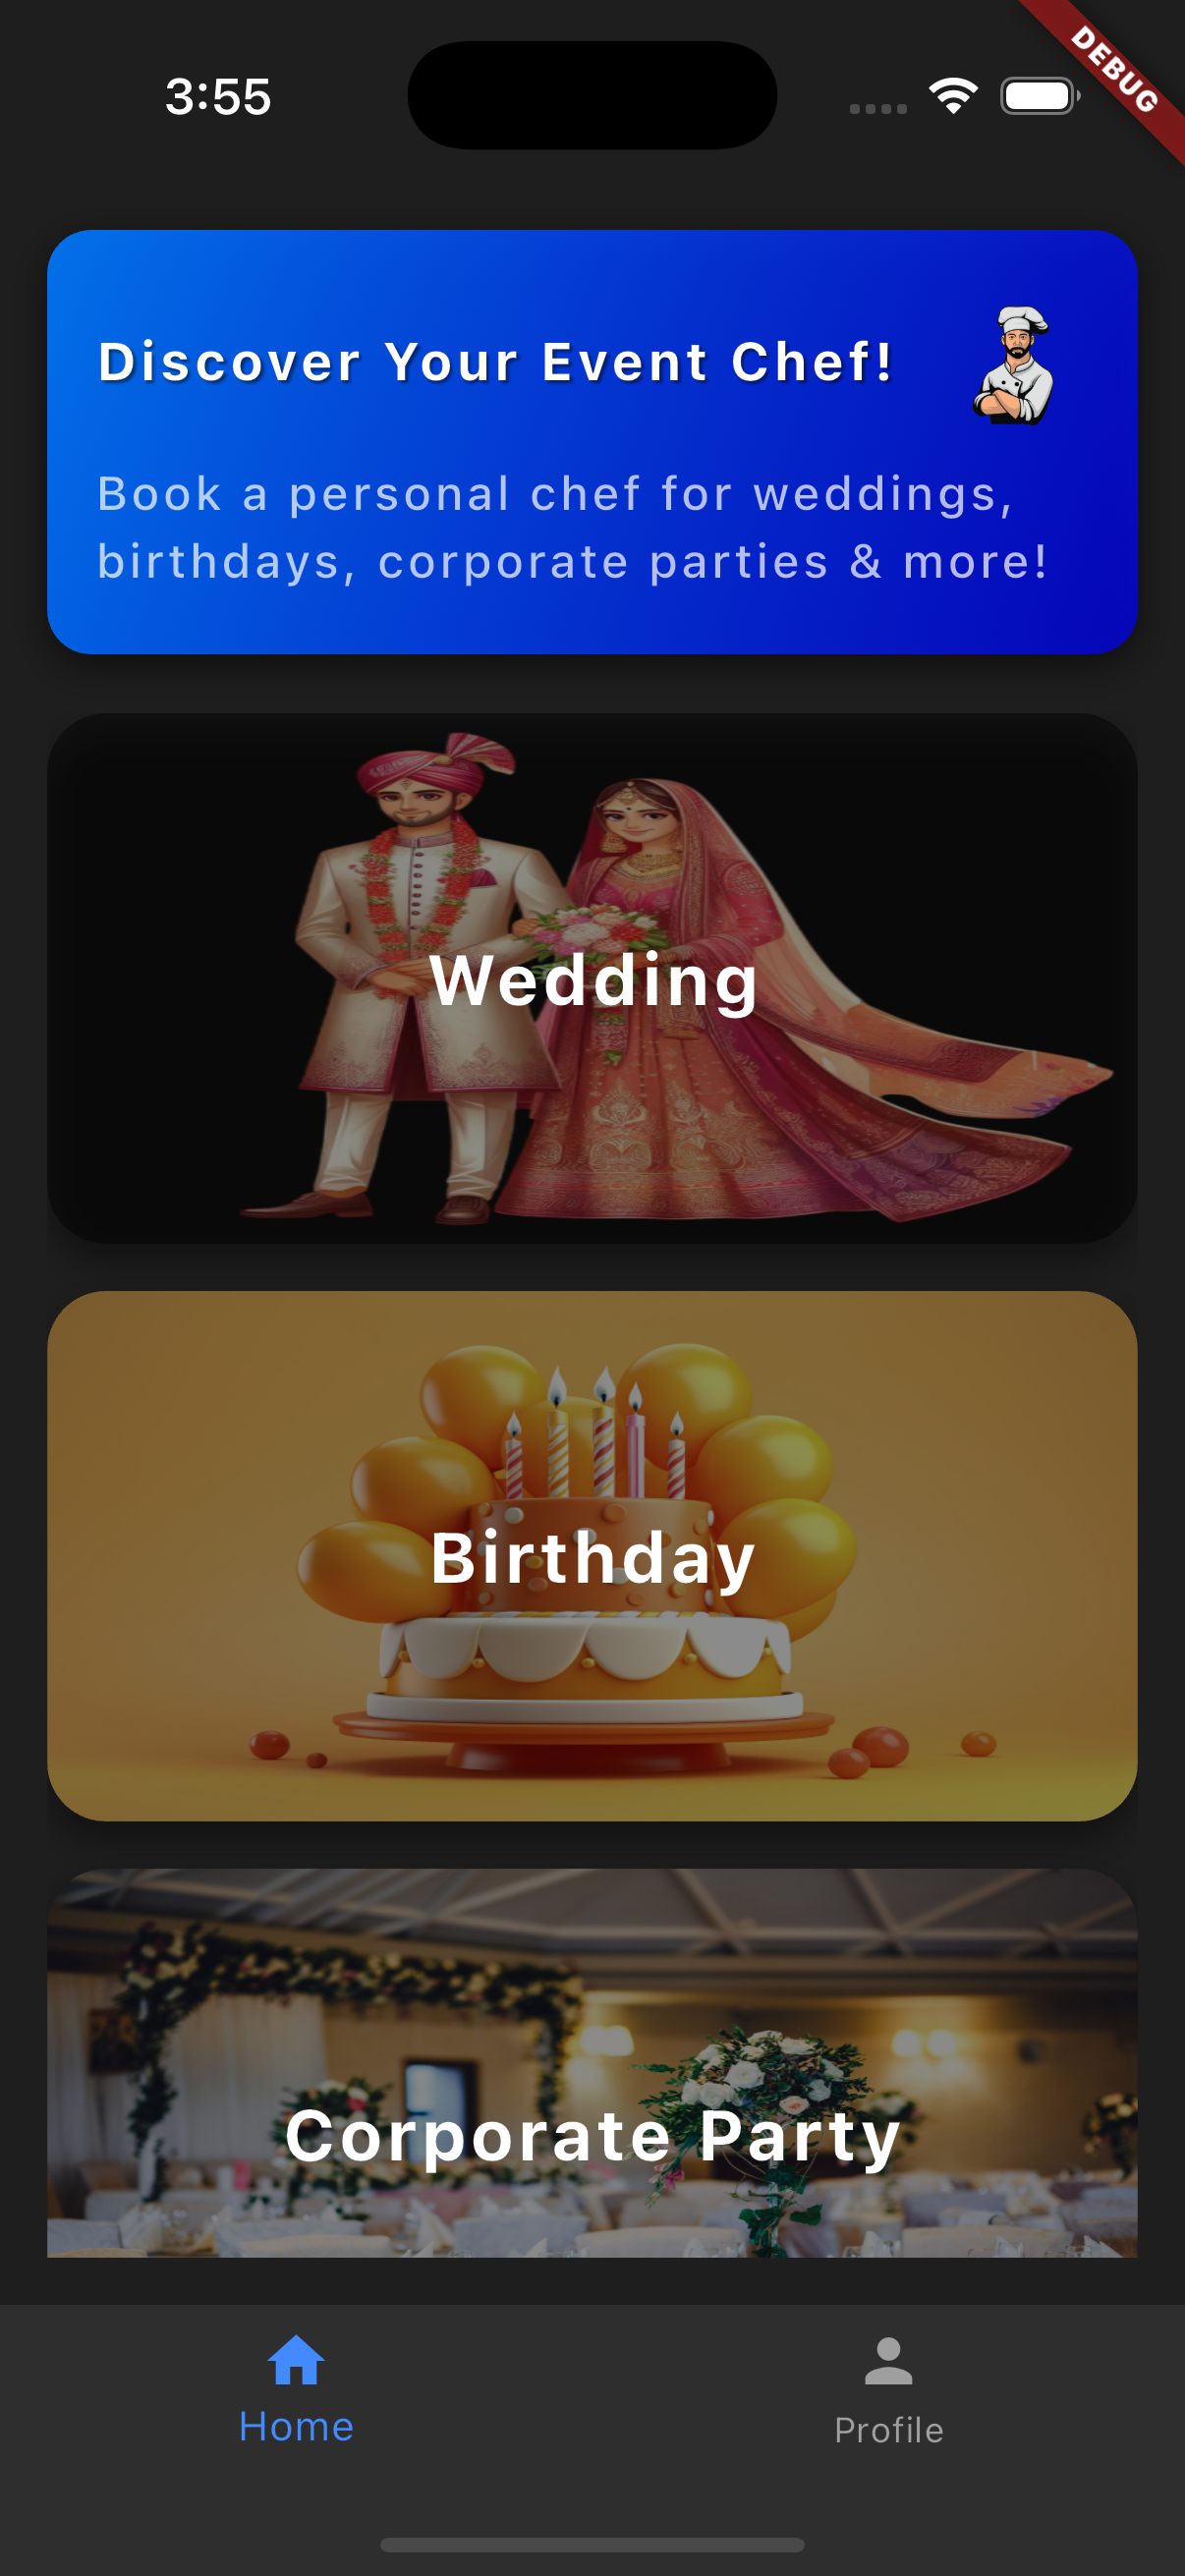 3:55
DEBUG
Discover Your Event Chef!
Book a personal chef for weddings,
birthdays, corporate parties & more!
Wedding
Birthday
Corporate Party
Home
Profile